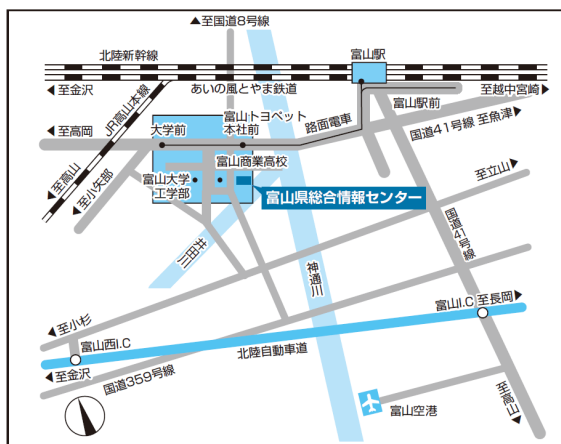 ▲至国道8号線
北陸新幹線
富山駅
◀至金沢
あいの風とやま鉄道
至越中宮崎▶
JR高山本線
富山駅前
◀至高岡
大学前
富山トヨペット
本社前
路面電車
国道41号線 至魚津▶
◀至高山
◀至小矢部
富山商業高校
富山大学
工学部
富山県総合情報センター
至立山▶
国道41号線
井田川
神通川
◀至小杉
富山I.C
至長岡▶
富山西I.C
北陸自動車道
◀至金沢
国道359号線
富山空港
至高山▶